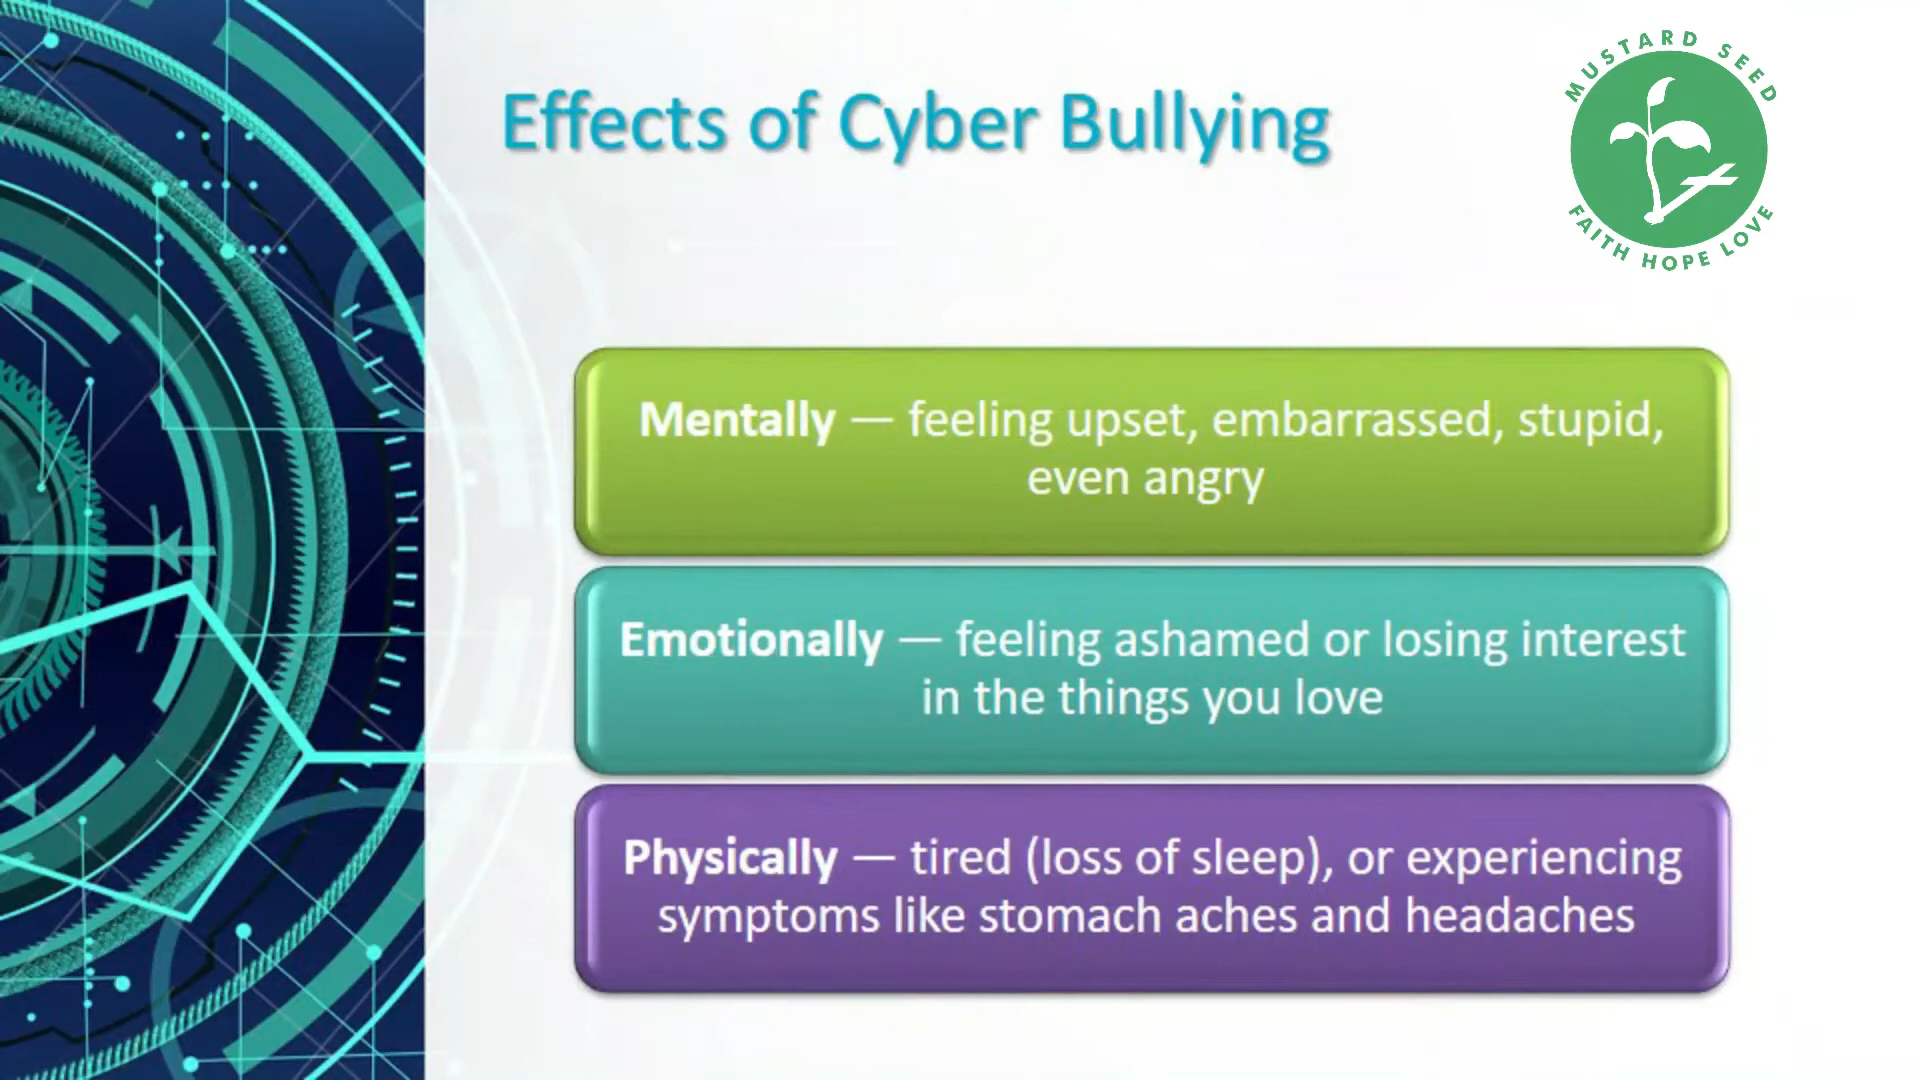 Effects of Cyber Bullying
MUSTARD SEED
FAITH HOPE LOVE
Mentally — feeling upset, embarrassed, stupid,
even angry
Emotionally — feeling ashamed or losing interest
in the things you love
Physically — tired (loss of sleep), or experiencing
symptoms like stomach aches and headaches